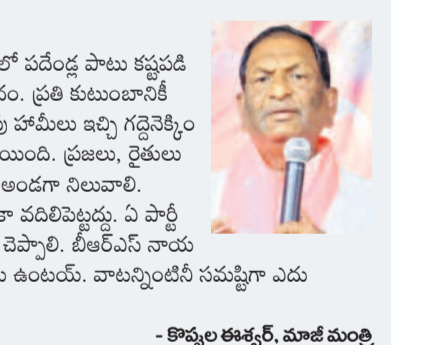 లో పదేండ్ల పాటు కష్టపడి
నం. ప్రతి కుటుంబానికీ
హామీలు ఇచ్చి గద్దెనెక్కిం
యింది. ప్రజలు, రైతులు
అండగా నిలువాలి.
కా వదిలిపెట్టద్దు. ఏ పార్టీ
చెప్పాలి. బీఆర్ఎస్ నాయ
ఉంటయ్. వాటన్నింటినీ సమష్టిగా ఎదు
- కొప్పుల ఈశ్వర్, మాజీ మంత్రి